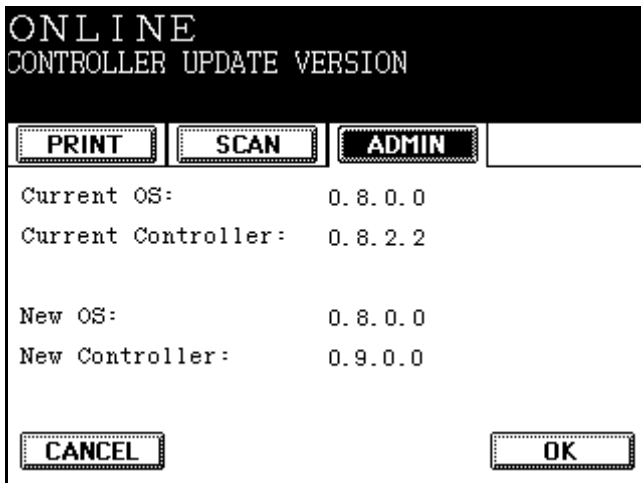 ONLINE
CONTROLLER UPDATE VERSION
PRINT SCAN ADMIN
Current OS: 0.8.0.0
Current Controller: 0.8.2.2
New OS: 0.8.0.0
New Controller: 0.9.0.0
CANCEL OK